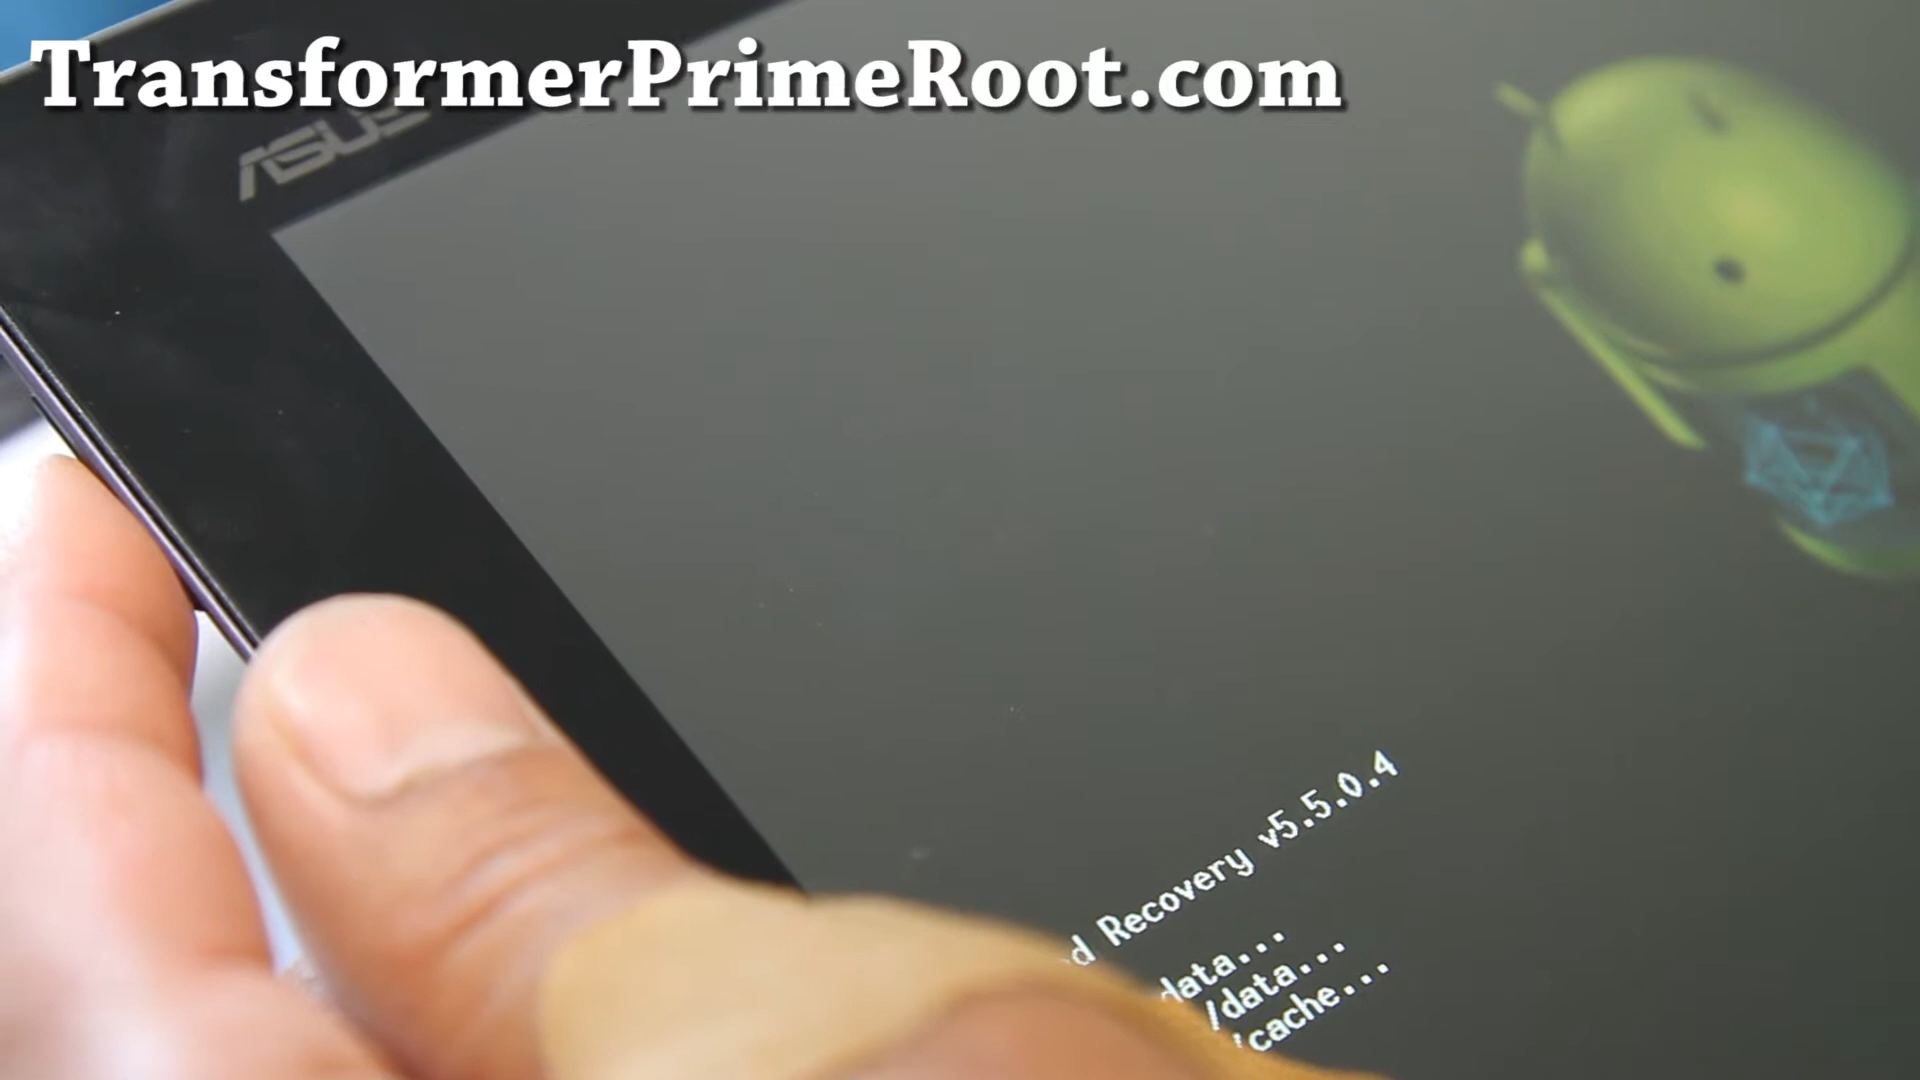 TransformerPrimeRoot.com
ASUS
Recovery v5.5.0.4
data...
/data...
cache...